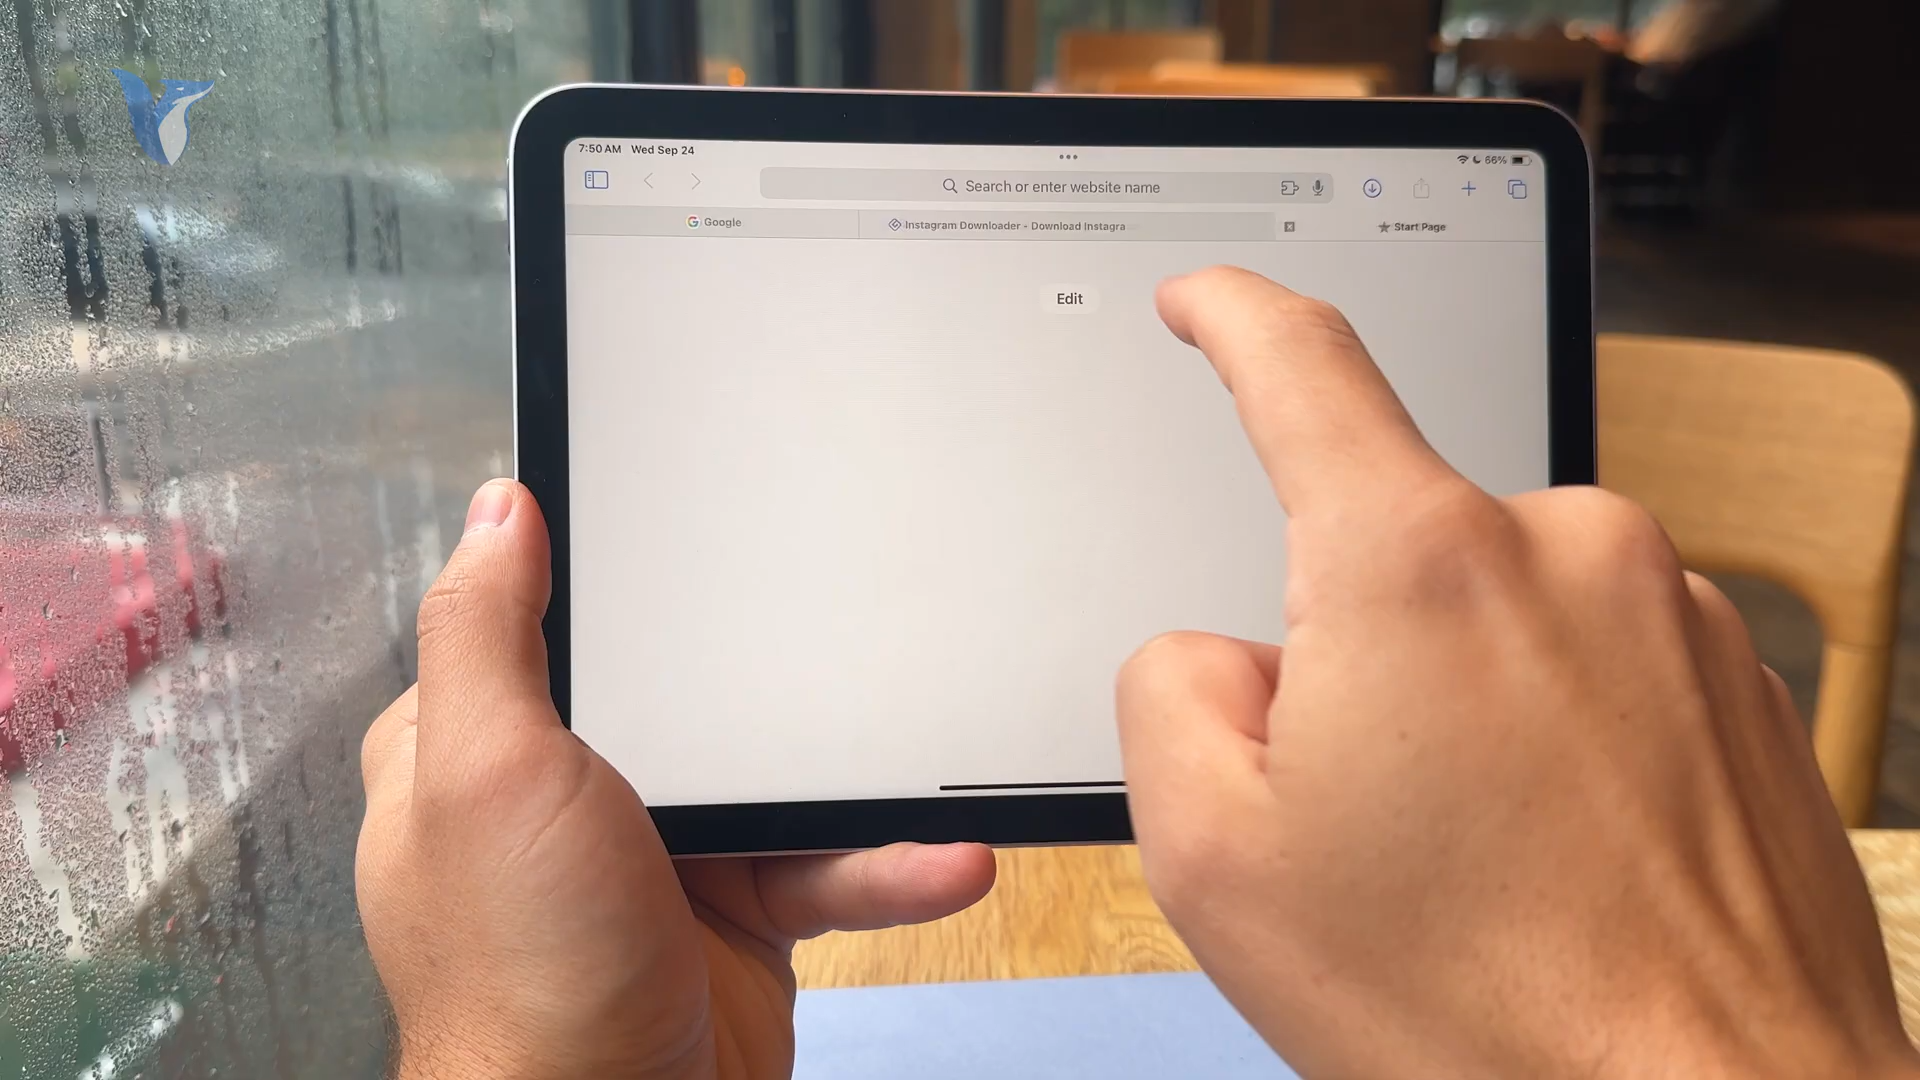 7:50 AM Wed Sep 24
66%
Search or enter website name
Google
Instagram Downloader - Download Instagra
Start Page
Edit